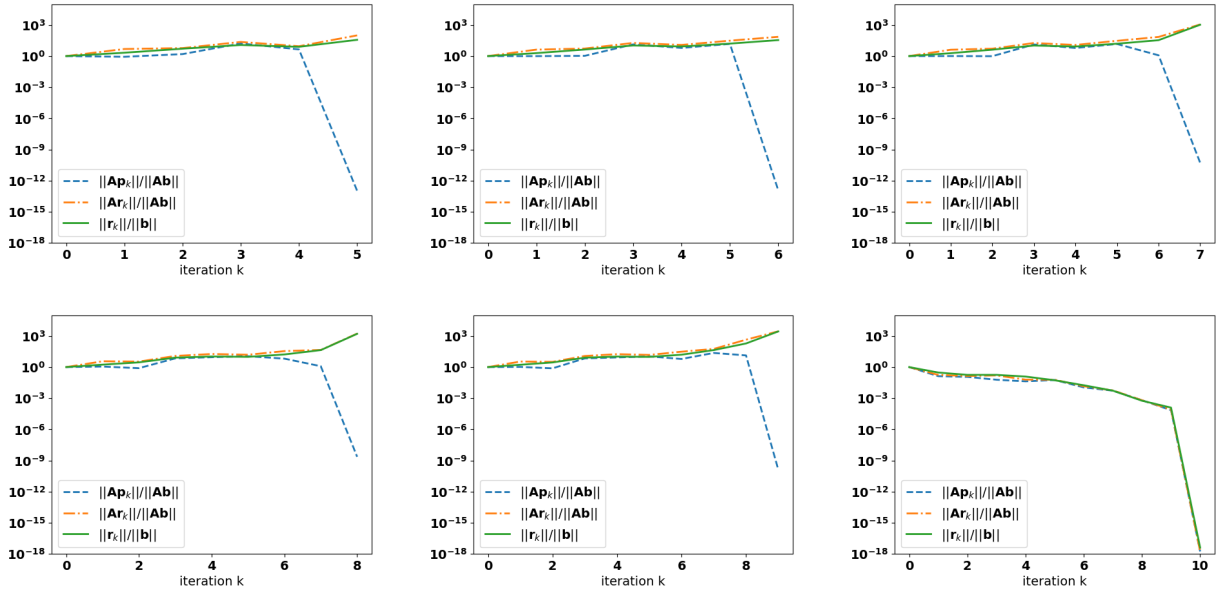 10^3
10^0
10^-3
10^-6
10^-9
10^-12
10^-15
10^-18
||Ap_k||/||Ab||
||Ar_k||/||Ab||
||r_k||/||b||
0 1 2 3 4 5
iteration k
10^3
10^0
10^-3
10^-6
10^-9
10^-12
10^-15
10^-18
||Ap_k||/||Ab||
||Ar_k||/||Ab||
||r_k||/||b||
0 1 2 3 4 5 6
iteration k
10^3
10^0
10^-3
10^-6
10^-9
10^-12
10^-15
10^-18
||Ap_k||/||Ab||
||Ar_k||/||Ab||
||r_k||/||b||
0 1 2 3 4 5 6 7
iteration k
10^3
10^0
10^-3
10^-6
10^-9
10^-12
10^-15
10^-18
||Ap_k||/||Ab||
||Ar_k||/||Ab||
||r_k||/||b||
0 2 4 6 8
iteration k
10^3
10^0
10^-3
10^-6
10^-9
10^-12
10^-15
10^-18
||Ap_k||/||Ab||
||Ar_k||/||Ab||
||r_k||/||b||
0 2 4 6 8
iteration k
10^3
10^0
10^-3
10^-6
10^-9
10^-12
10^-15
10^-18
||Ap_k||/||Ab||
||Ar_k||/||Ab||
||r_k||/||b||
0 2 4 6 8 10
iteration k